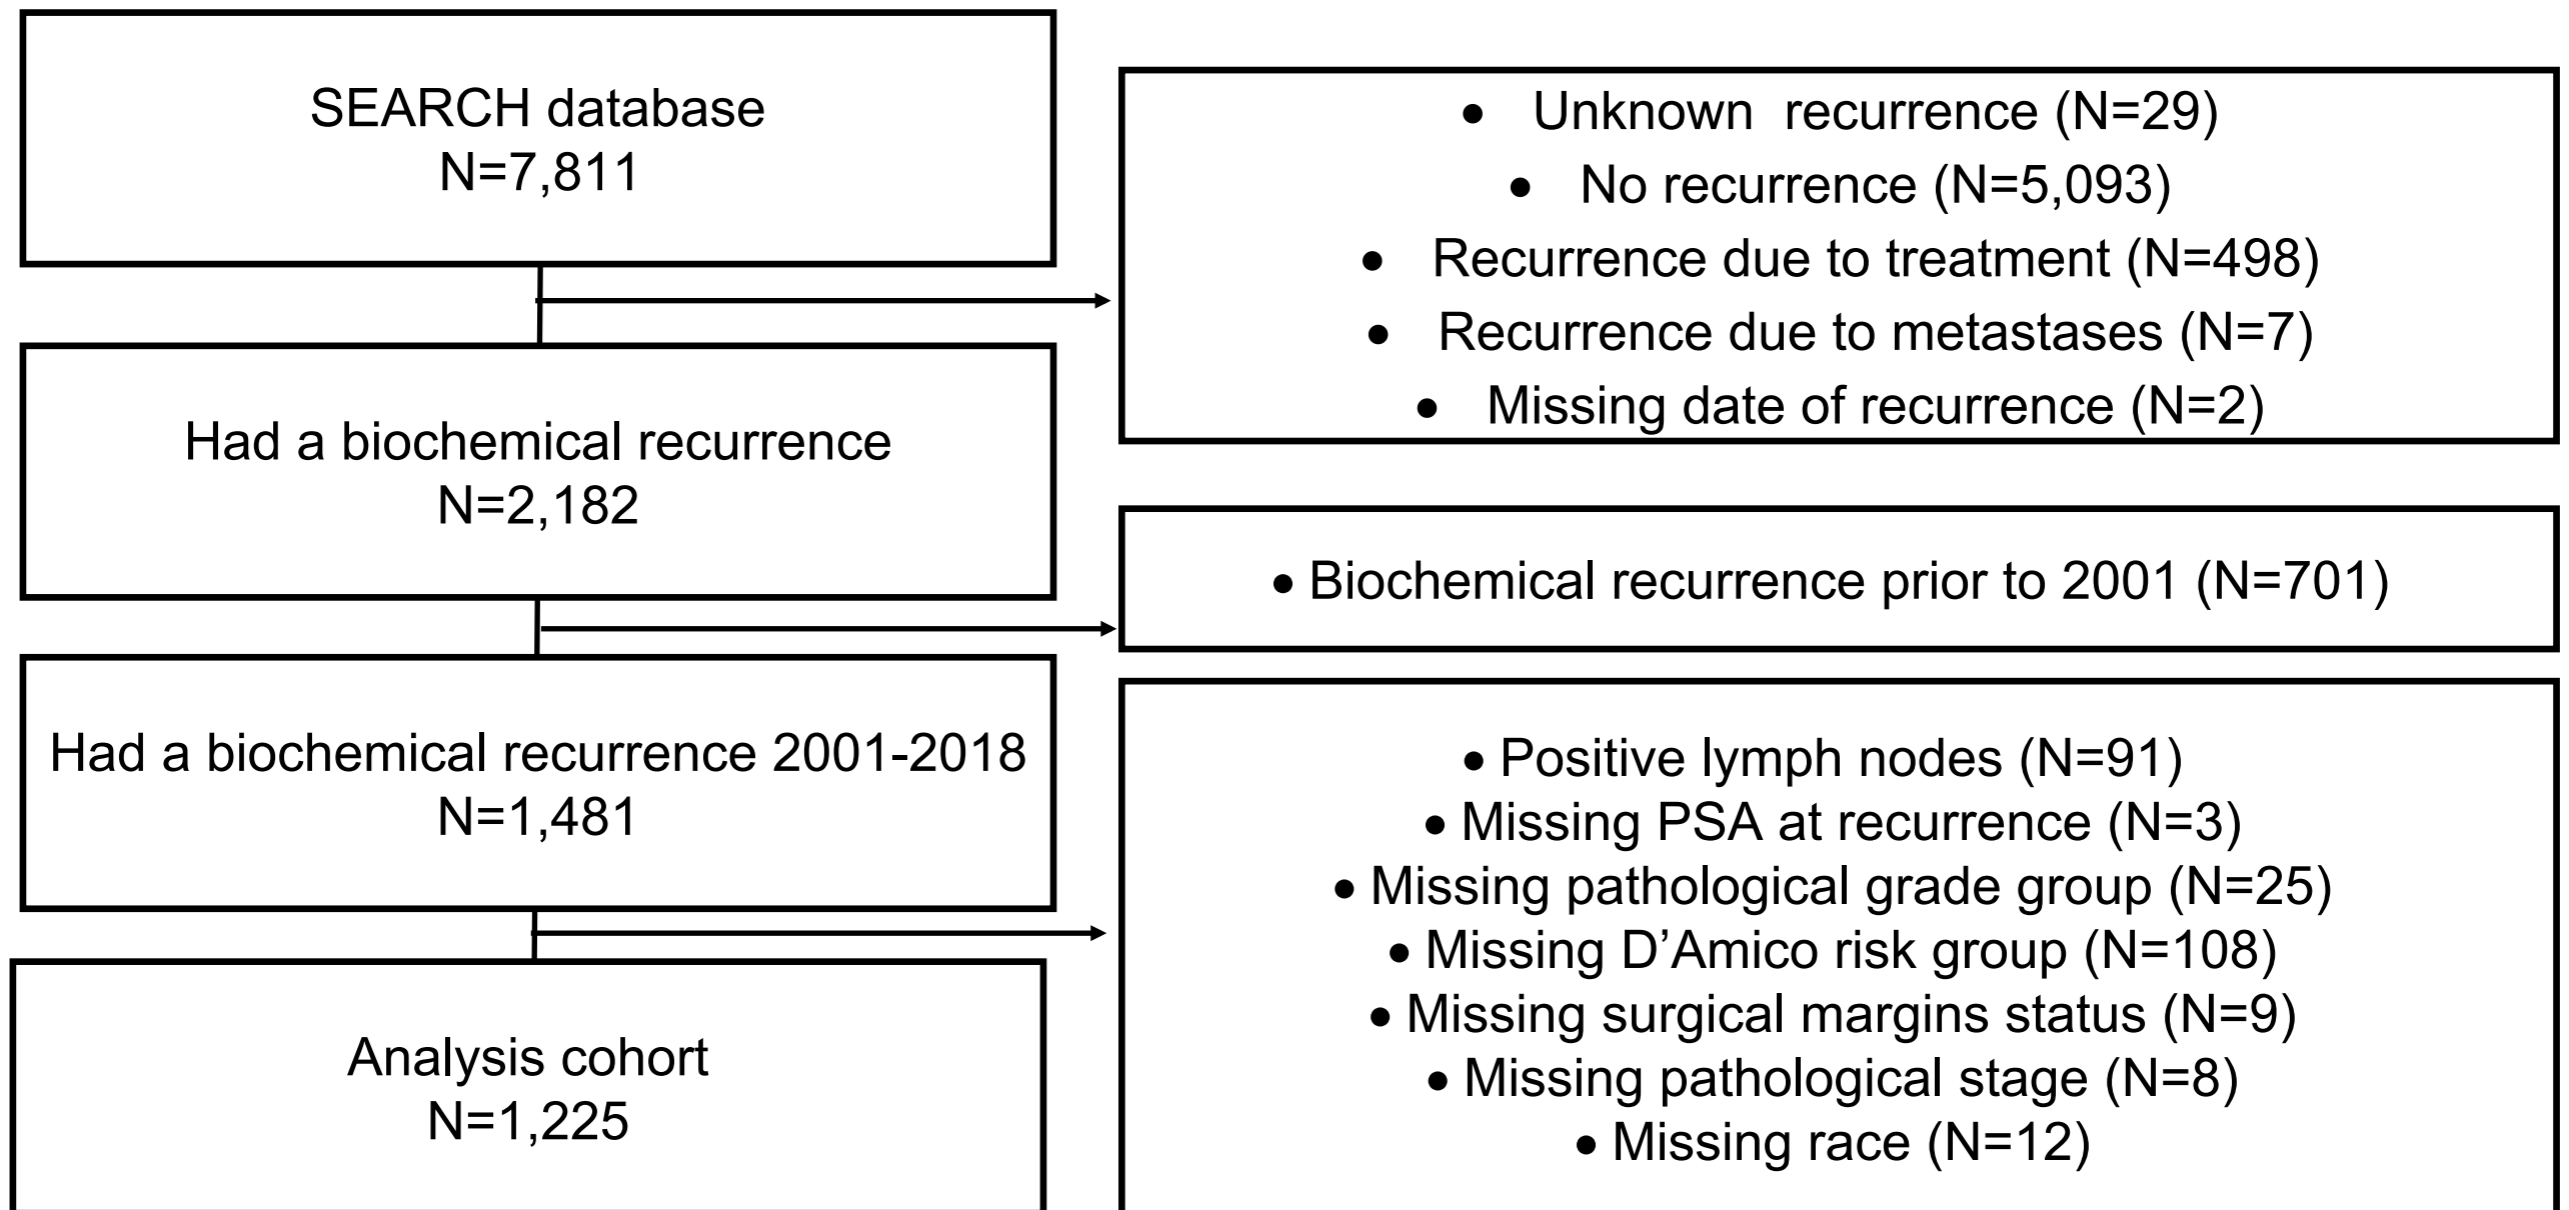 SEARCH database
N=7,811
• Unknown recurrence (N=29)
• No recurrence (N=5,093)
• Recurrence due to treatment (N=498)
• Recurrence due to metastases (N=7)
• Missing date of recurrence (N=2)
Had a biochemical recurrence
N=2,182
• Biochemical recurrence prior to 2001 (N=701)
Had a biochemical recurrence 2001-2018
N=1,481
• Positive lymph nodes (N=91)
• Missing PSA at recurrence (N=3)
• Missing pathological grade group (N=25)
• Missing D’Amico risk group (N=108)
• Missing surgical margins status (N=9)
• Missing pathological stage (N=8)
• Missing race (N=12)
Analysis cohort
N=1,225